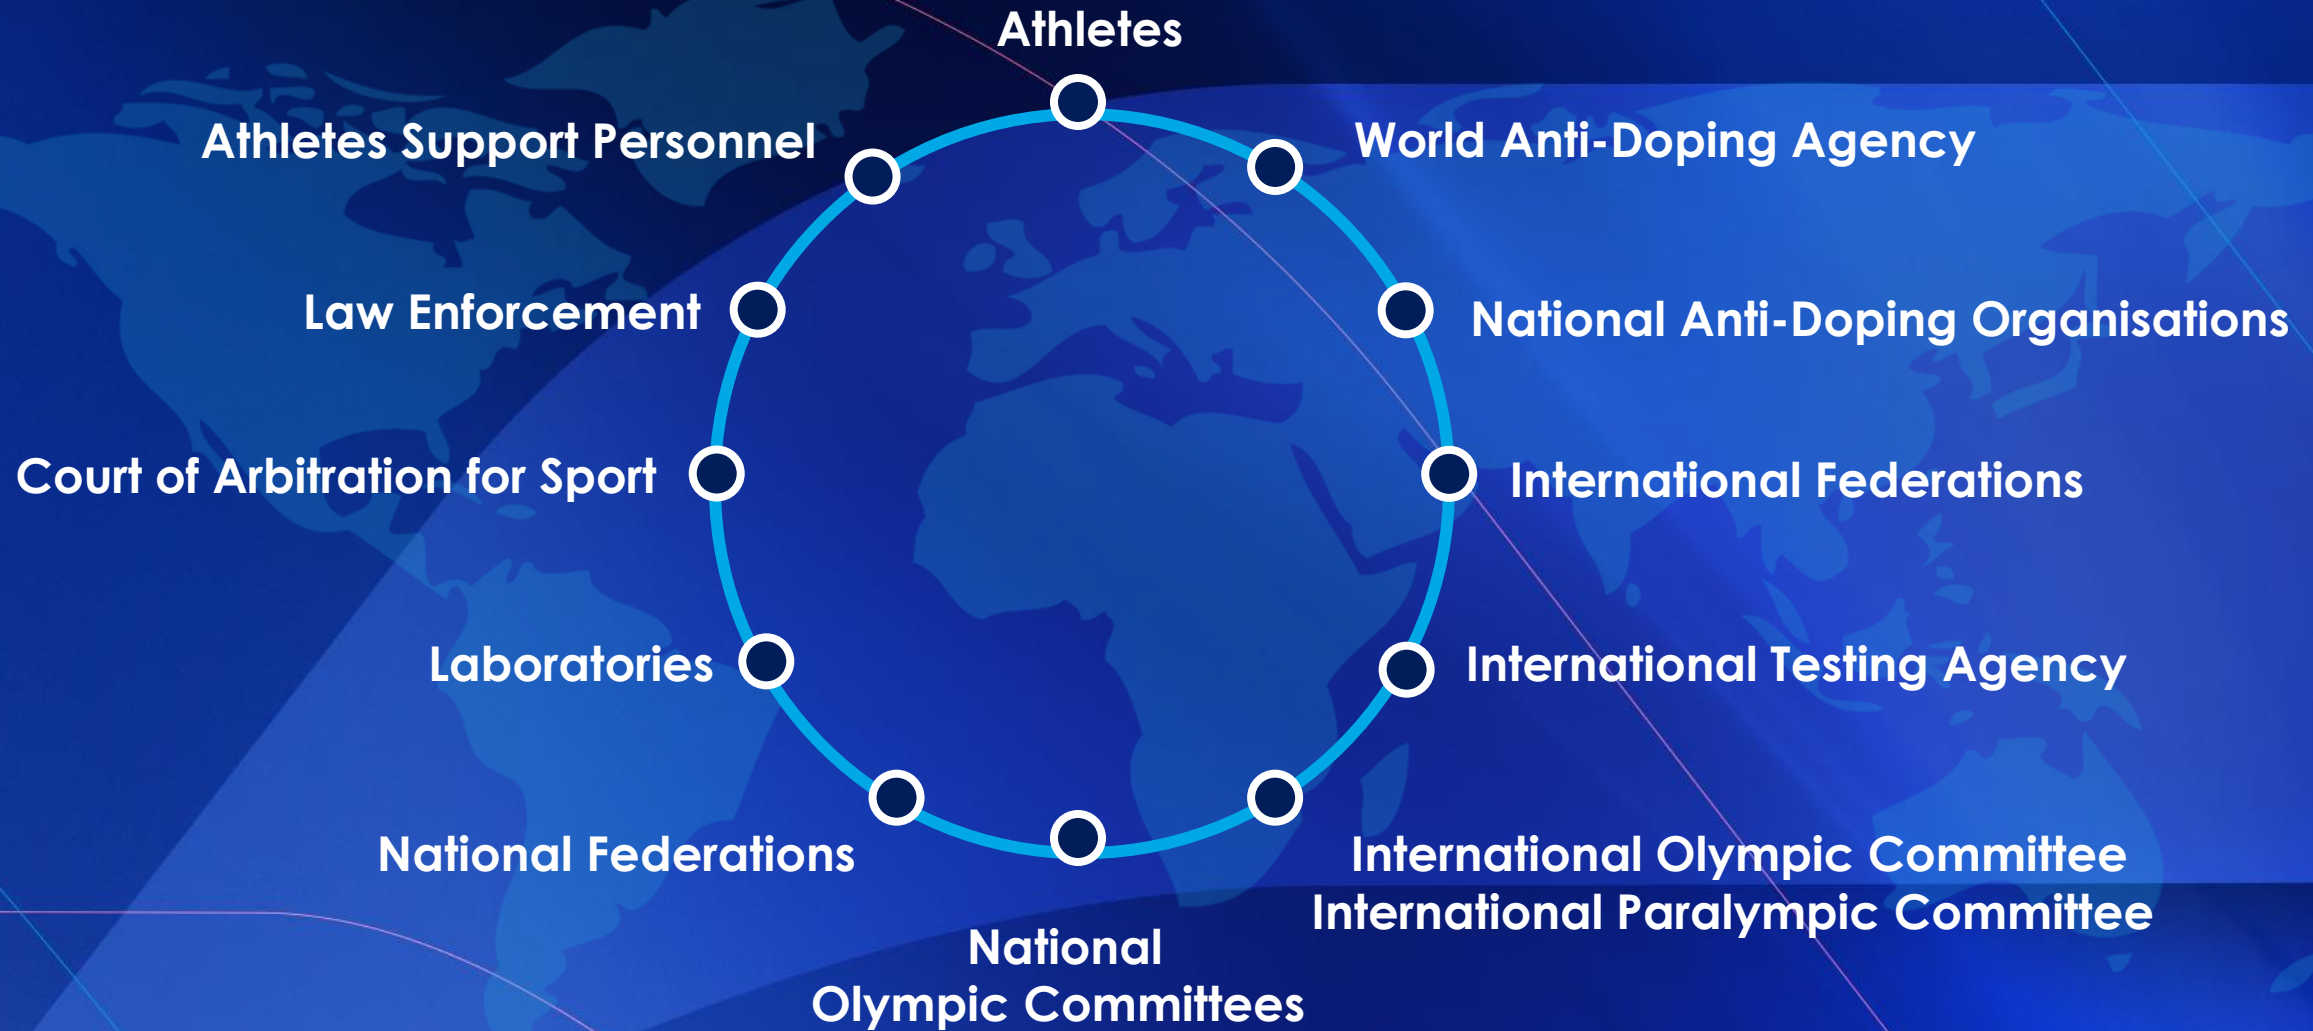 Athletes
World Anti-Doping Agency
National Anti-Doping Organisations
International Federations
International Testing Agency
International Olympic Committee
International Paralympic Committee
National
Olympic Committees
National Federations
Laboratories
Court of Arbitration for Sport
Law Enforcement
Athletes Support Personnel